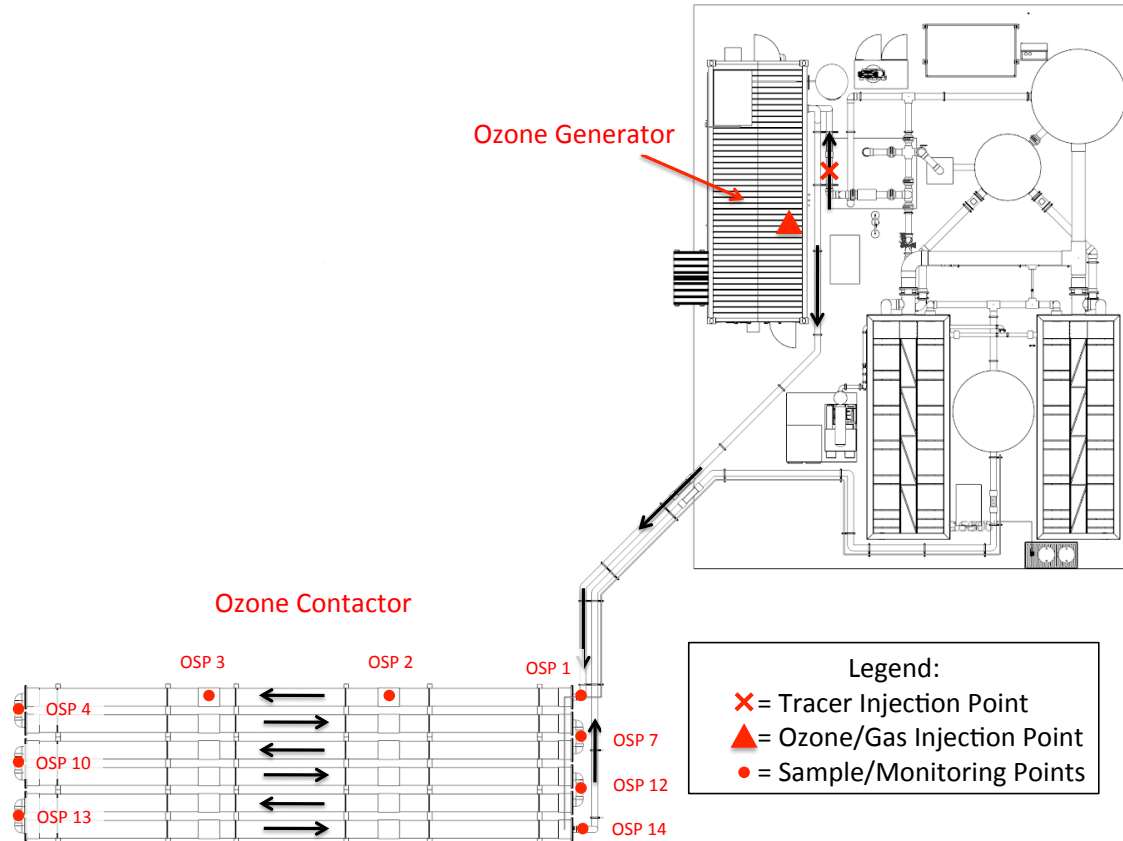 Ozone Generator
Ozone Contactor
OSP 3
OSP 2
OSP 1
OSP 4
OSP 7
OSP 10
OSP 12
OSP 13
OSP 14
Legend:
= Tracer Injection Point
= Ozone/Gas Injection Point
= Sample/Monitoring Points